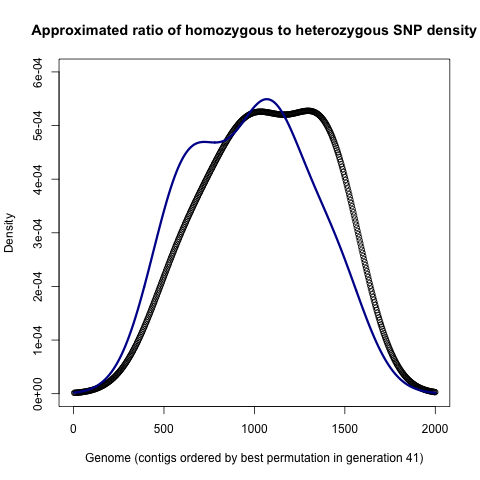 Approximated ratio of homozygous to heterozygous SNP density
6e-04
5e-04
4e-04
3e-04
2e-04
1e-04
0e+00
Density
0 500 1000 1500 2000
Genome (contigs ordered by best permutation in generation 41)